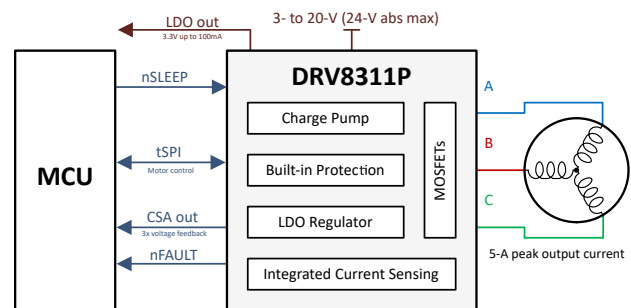 LDO out
3.3V up to 100mA
3- to 20-V (24-V abs max)
MCU
nSLEEP
tSPI
Motor control
CSA out
3x voltage feedback
nFAULT
DRV8311P
Charge Pump
Built-in Protection
LDO Regulator
Integrated Current Sensing
MOSFETs
A
B
C
5-A peak output current